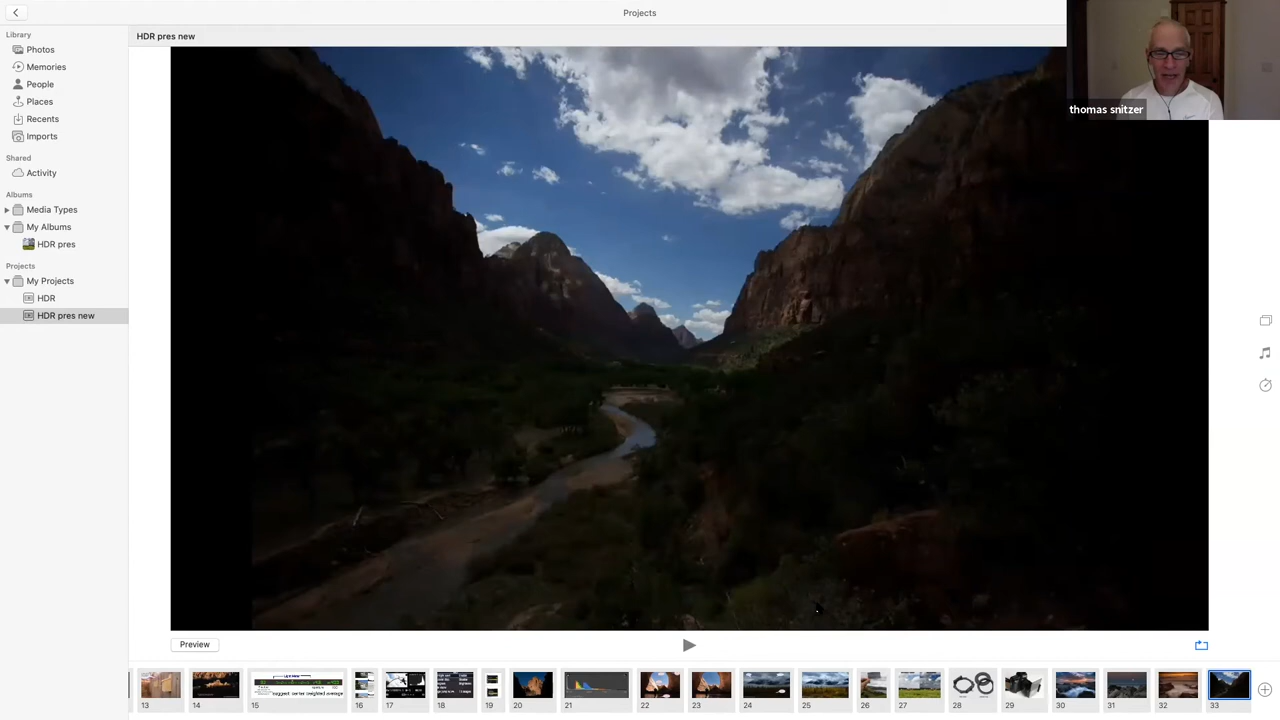 Projects
Library
Photos
Memories
People
Places
Recents
Imports
Shared
Activity
Albums
Media Types
My Albums
HDR pres
Projects
My Projects
HDR
HDR pres new
HDR pres new
thomas snitzer
Preview
13
14
15
16
17
18
19
20
21
22
23
24
25
26
27
28
29
30
31
32
33